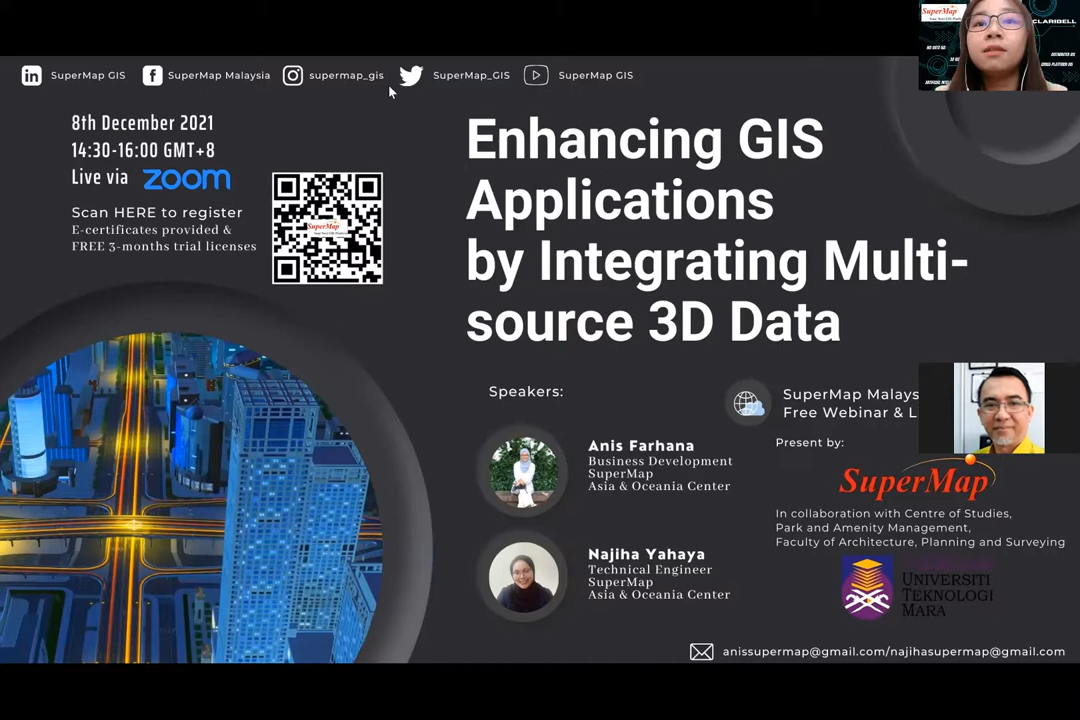 SuperMap GIS
SuperMap Malaysia
supermap_gis
SuperMap_GIS
SuperMap GIS
8th December 2021
14:30-16:00 GMT+8
Live via zoom
Scan HERE to register
E-certificates provided &
FREE 3-months trial licenses
SuperMap
Enhancing GIS
Applications
by Integrating Multi-
source 3D Data
Speakers:
Anis Farhana
Business Development
SuperMap
Asia & Oceania Center
Najiha Yahaya
Technical Engineer
SuperMap
Asia & Oceania Center
SuperMap Malays
Free Webinar & L
Present by:
SuperMap
In collaboration with Centre of Studies,
Park and Amenity Management,
Faculty of Architecture, Planning and Surveying
UNIVERSITI
TEKNOLOGI
MARA
anissupermap@gmail.com/najihasupermap@gmail.com
SuperMap
CLARIBELL